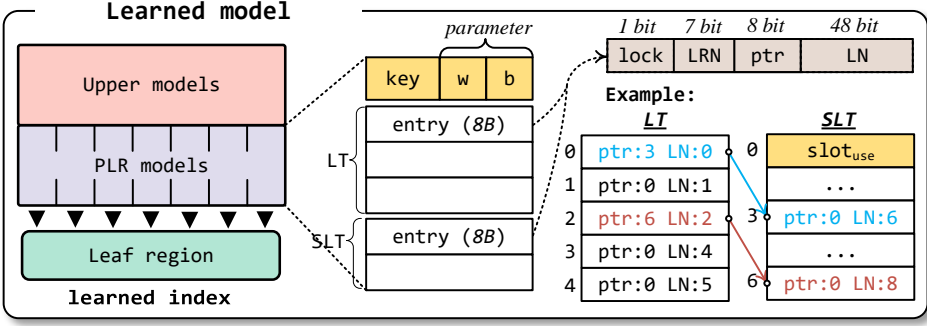 Learned model
Upper models
PLR models
Leaf region
learned index
parameter
key w b
LT
entry (8B)
SLT
entry (8B)
1 bit 7 bit 8 bit 48 bit
lock LRN ptr LN
Example:
LT
0 ptr:3 LN:0
1 ptr:0 LN:1
2 ptr:6 LN:2
3 ptr:0 LN:4
4 ptr:0 LN:5
SLT
0 slot_use
...
3 ptr:0 LN:6
...
6 ptr:0 LN:8